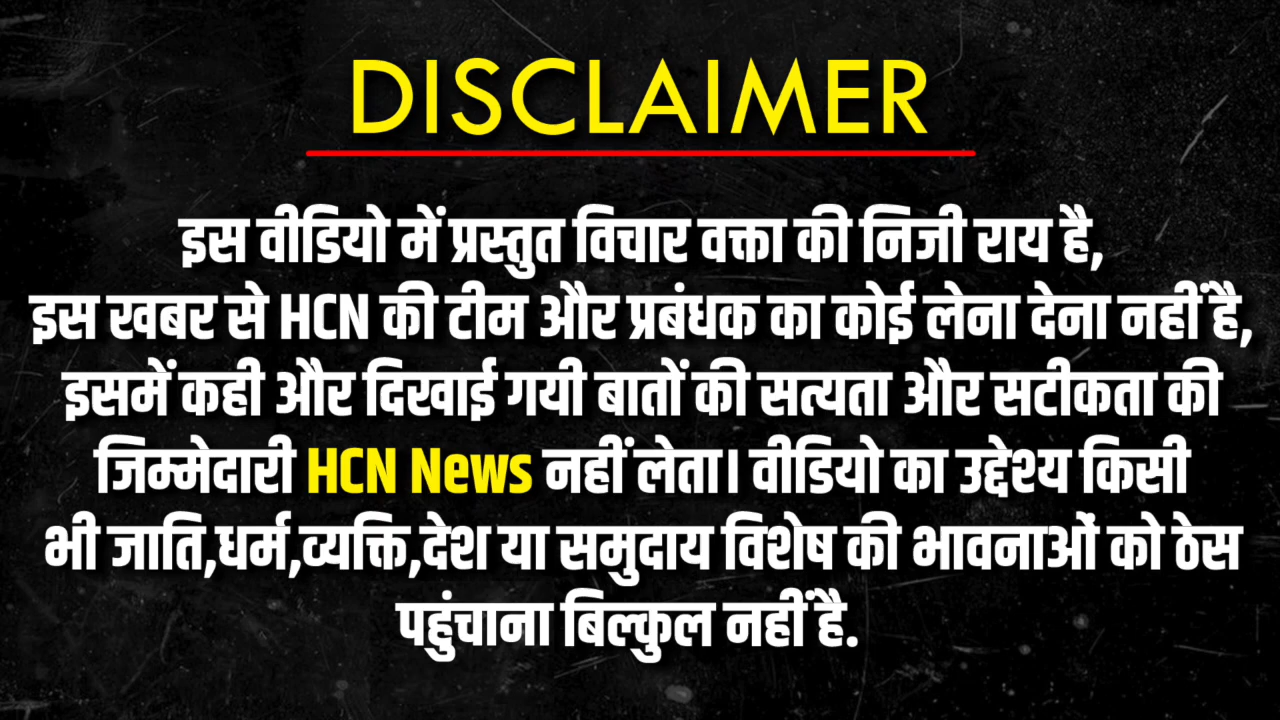 DISCLAIMER
इस वीडियो में प्रस्तुत विचार वक्ता की निजी राय है,
इस खबर से HCN की टीम और प्रबंधक का कोई लेना देना नहीं है,
इसमें कही और दिखाई गयी बातों की सत्यता और सटीकता की
जिम्मेदारी HCN News नहीं लेता। वीडियो का उद्देश्य किसी
भी जाति,धर्म,व्यक्ति,देश या समुदाय विशेष की भावनाओं को ठेस
पहुंचाना बिल्कुल नहीं है.